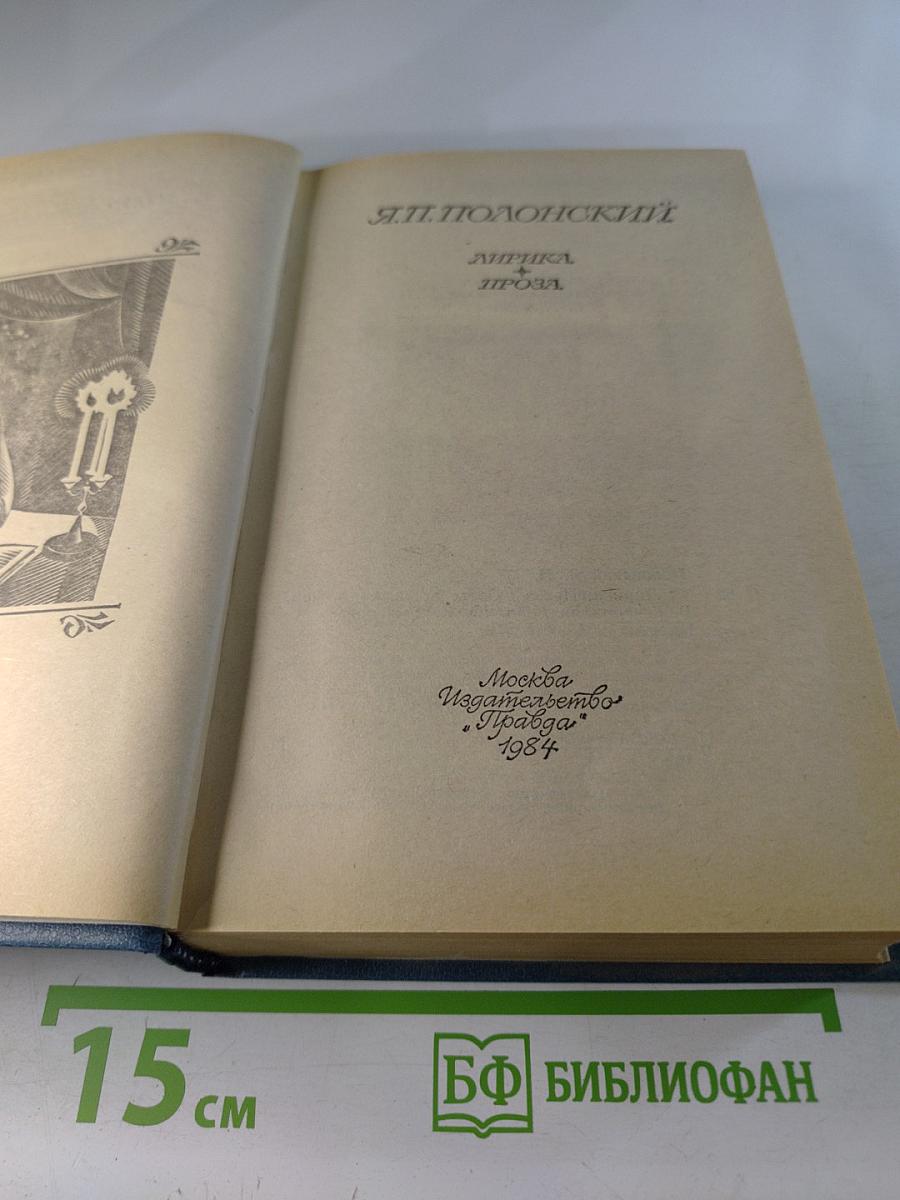 Я.П.ПОЛОНСКИЙ
ЛИРИКА
ПРОЗА
Москва
Издательство
„Правда“
1984
15 см
БФ БИБЛИОФАН